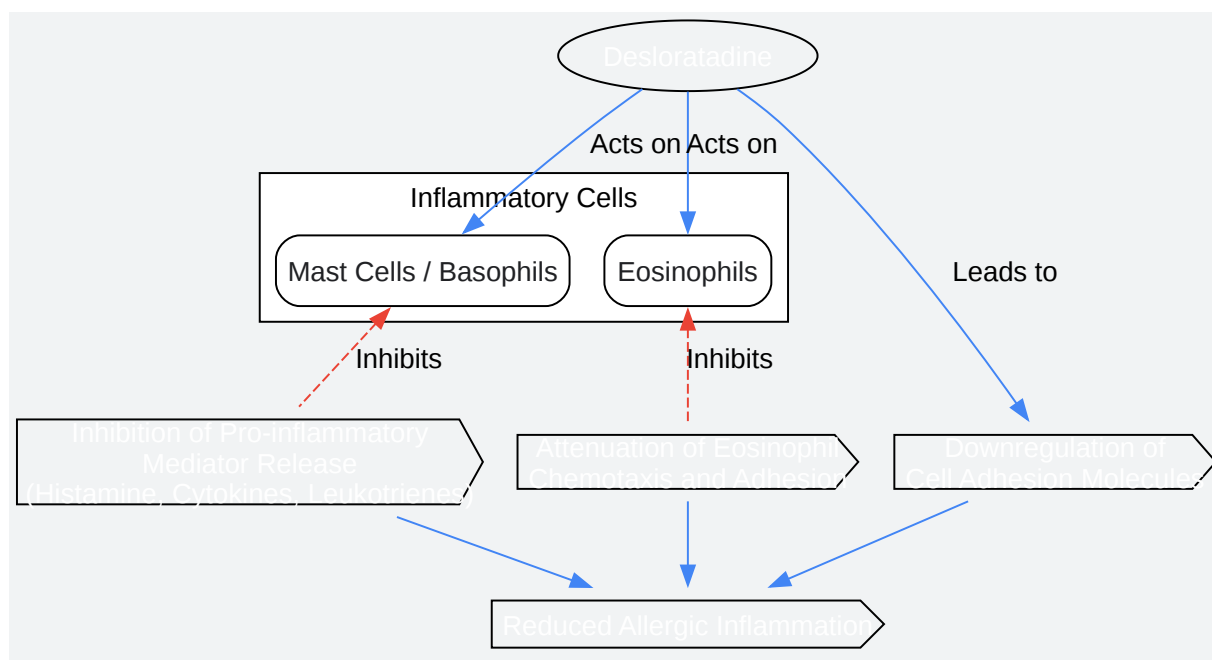 Desloratadine
Acts on
Acts on
Inflammatory Cells
Mast Cells / Basophils
Eosinophils
Leads to
Inhibits
Inhibits
Inhibition of Pro-inflammatory
Mediator Release
(Histamine, Cytokines, Leukotrienes)
Attenuation of Eosinophil
Chemotaxis and Adhesion
Downregulation of
Cell Adhesion Molecules
Reduced Allergic Inflammation